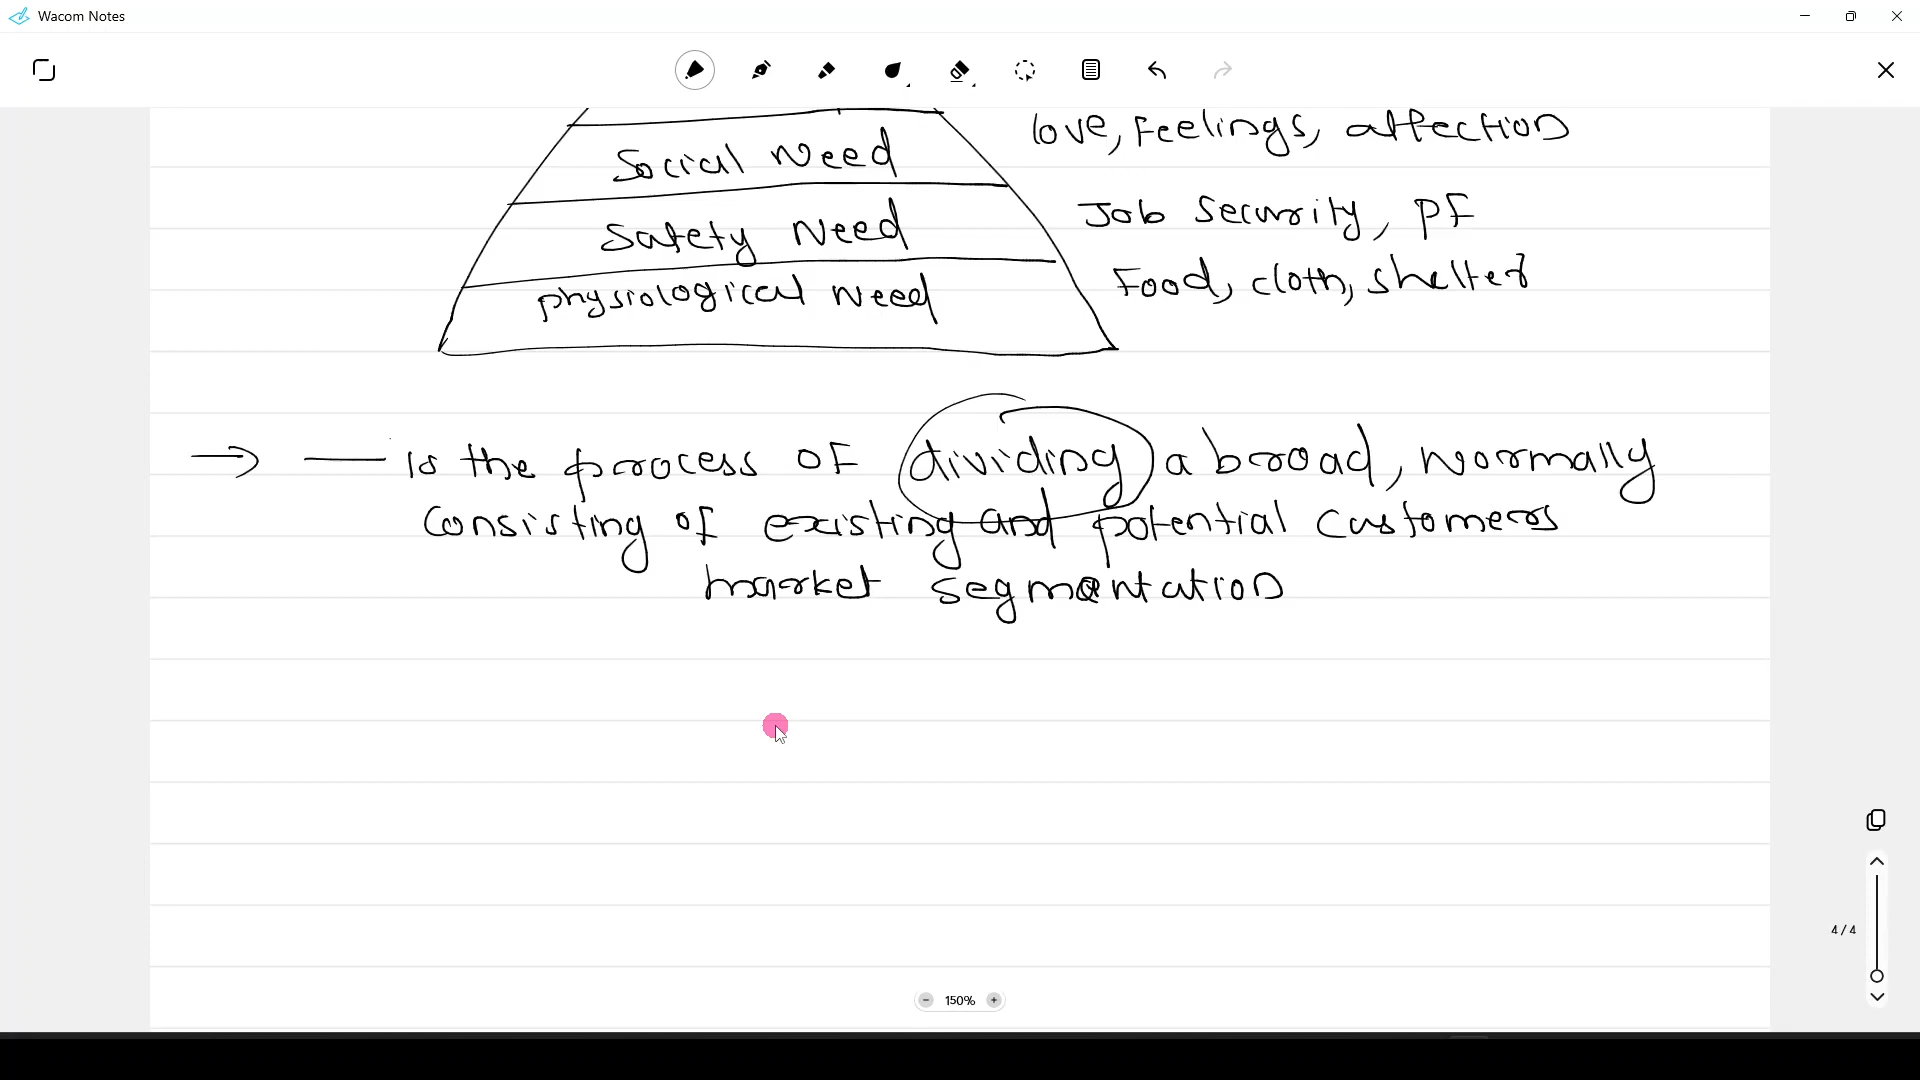 Wacom Notes
love, Feelings, affection
Social Need
Job Security, PF
Safety Need
Food, cloth, shelter
physiological Need
→ — is the process of dividing a broad, Normally
Consisting of existing and potential customers
market segmentation
4 / 4
150%